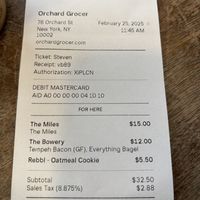 Orchard Grocer
78 Orchard St
New York, NY
10002
orchardgrocer.com
February 25, 2025
11:45 AM
Ticket: Steven
Receipt: vb89
Authorization: XIPLCN
DEBIT MASTERCARD
AID A0 00 00 00 04 10 10
FOR HERE
The Miles $15.00
The Miles
The Bowery $12.00
Tempeh Bacon (GF), Everything Bagel
Rebbl - Oatmeal Cookie $5.50
Subtotal $32.50
Sales Tax (8.875%) $2.88